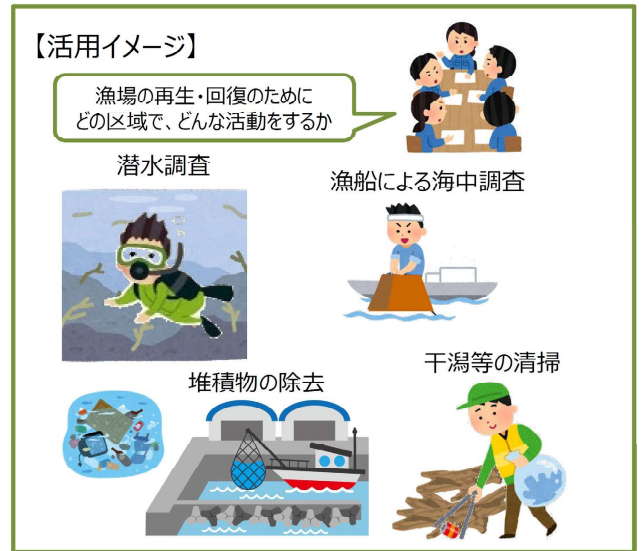 【活用イメージ】
漁場の再生・回復のために
どの区域で、どんな活動をするか
潜水調査
漁船による海中調査
堆積物の除去
干潟等の清掃